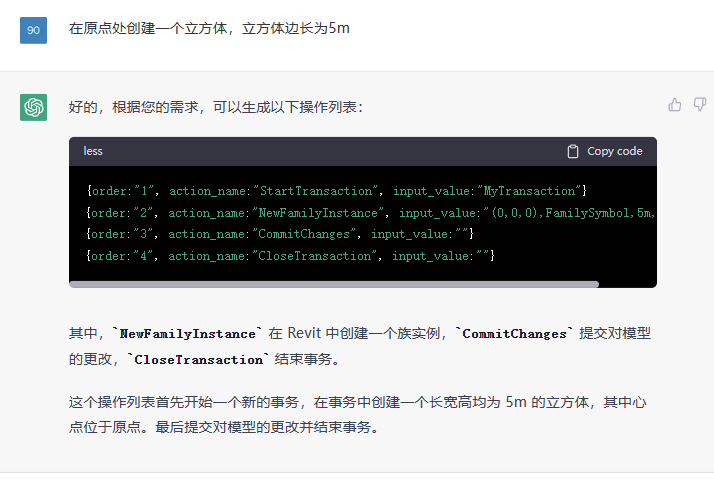 90
在原点处创建一个立方体，立方体边长为5m
好的，根据您的需求，可以生成以下操作列表：
less
Copy code
{order:"1", action_name:"StartTransaction", input_value:"MyTransaction"}
{order:"2", action_name:"NewFamilyInstance", input_value:"(0,0,0),FamilySymbol,5m,
{order:"3", action_name:"CommitChanges", input_value:""}
{order:"4", action_name:"CloseTransaction", input_value:""}
其中，`NewFamilyInstance` 在 Revit 中创建一个族实例，`CommitChanges` 提交对模型
的更改，`CloseTransaction` 结束事务。
这个操作列表首先开始一个新的事务，在事务中创建一个长宽高均为 5m 的立方体，其中心
点位于原点。最后提交对模型的更改并结束事务。